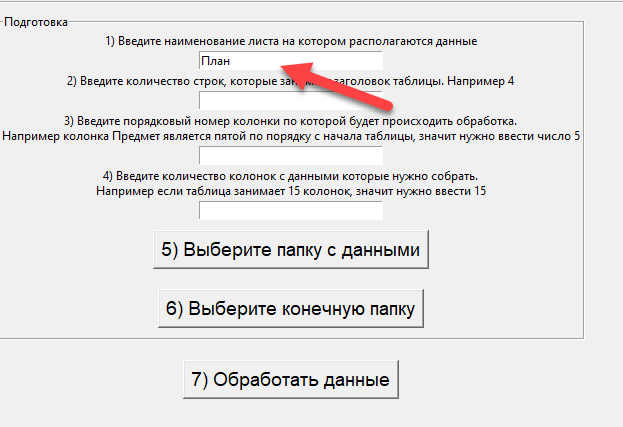 Подготовка
1) Введите наименование листа на котором располагаются данные
План
2) Введите количество строк, которые заголовок таблицы. Например 4
3) Введите порядковый номер колонки по которой будет происходить обработка.
Например колонка Предмет является пятой по порядку с начала таблицы, значит нужно ввести число 5
4) Введите количество колонок с данными которые нужно собрать.
Например если таблица занимает 15 колонок, значит нужно ввести 15
5) Выберите папку с данными
6) Выберите конечную папку
7) Обработать данные